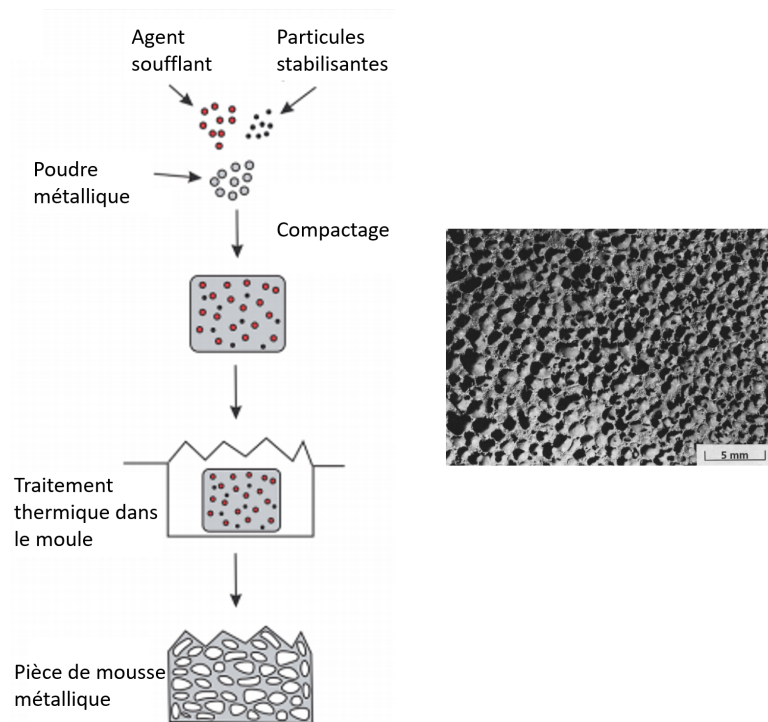 Agent
soufflant
Particules
stabilisantes
Poudre
métallique
Compactage
5 mm
Traitement
thermique dans
le moule
Pièce de mousse
métallique